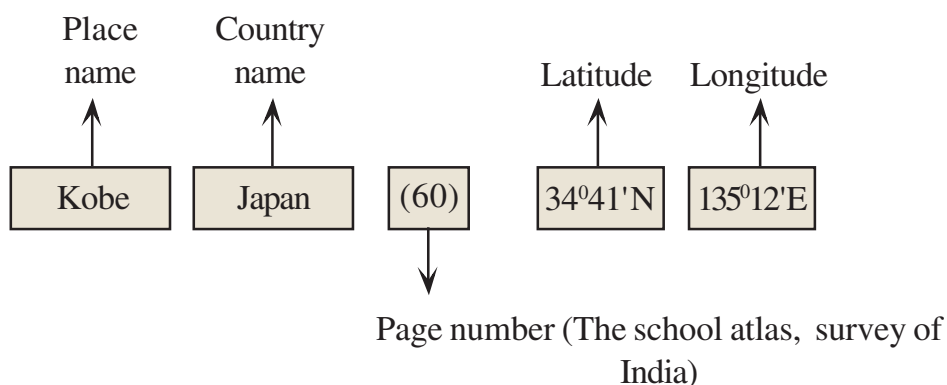 Place name
Country name
Latitude
Longitude
Kobe
Japan
(60)
34⁰41'N
135⁰12'E
Page number (The school atlas, survey of
India)